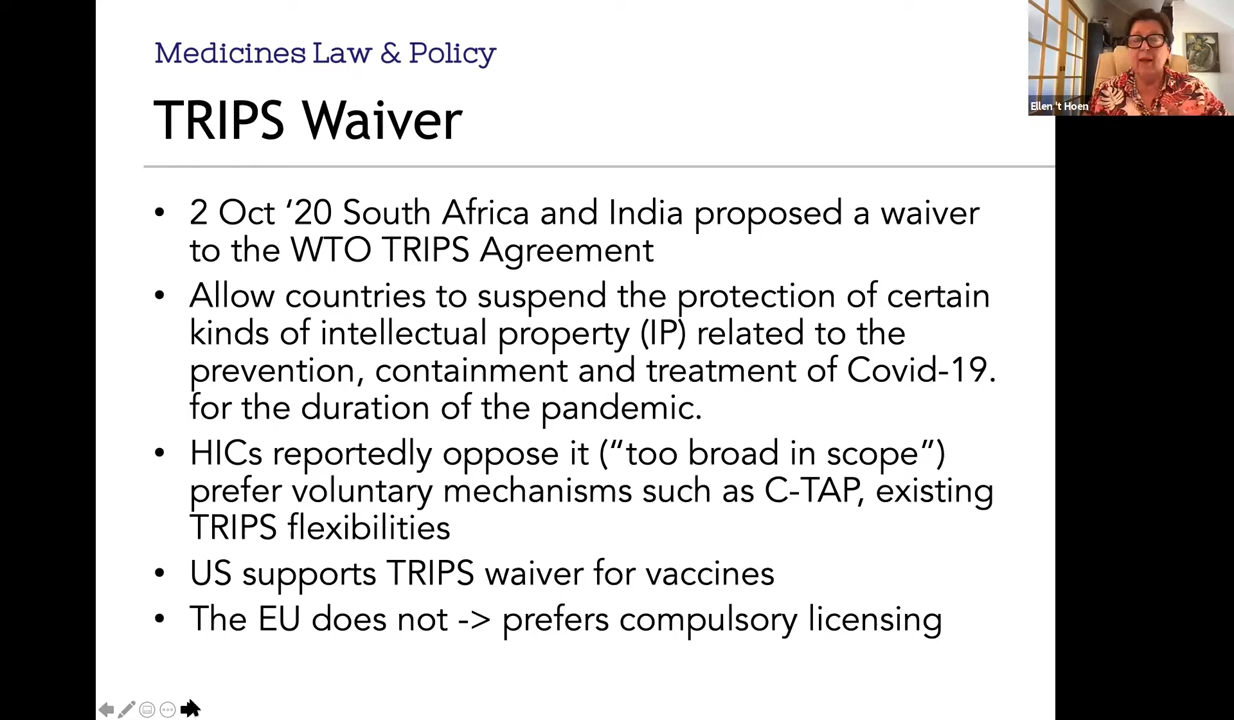 Medicines Law & Policy
TRIPS Waiver
• 2 Oct ‘20 South Africa and India proposed a waiver
to the WTO TRIPS Agreement
• Allow countries to suspend the protection of certain
kinds of intellectual property (IP) related to the
prevention, containment and treatment of Covid-19.
for the duration of the pandemic.
• HICs reportedly oppose it (“too broad in scope”)
prefer voluntary mechanisms such as C-TAP, existing
TRIPS flexibilities
• US supports TRIPS waiver for vaccines
• The EU does not -> prefers compulsory licensing
Ellen 't Hoen